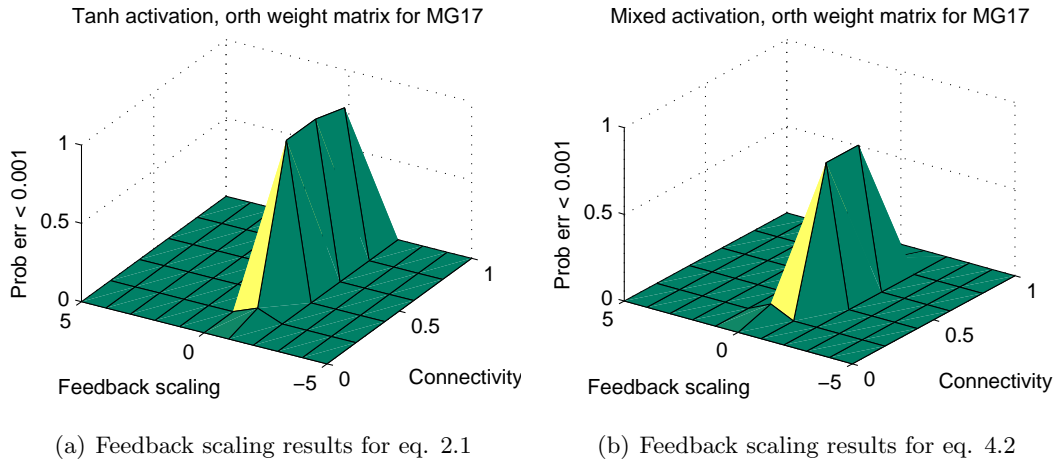 Tanh activation, orth weight matrix for MG17
Prob err < 0.001
1
0.5
0
5
0
−5
Feedback scaling
0
0.5
1
Connectivity
(a) Feedback scaling results for eq. 2.1
Mixed activation, orth weight matrix for MG17
Prob err < 0.001
1
0.5
0
5
0
−5
Feedback scaling
0
0.5
1
Connectivity
(b) Feedback scaling results for eq. 4.2